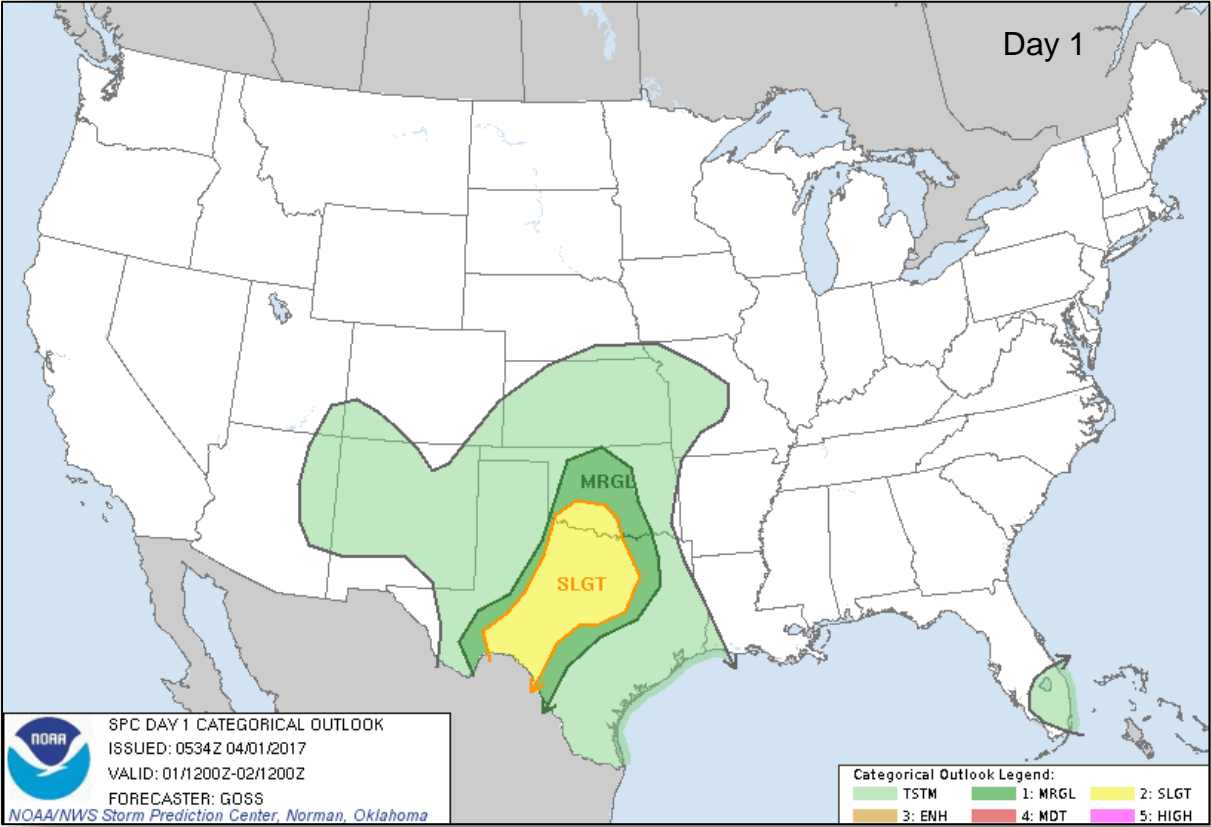 Day 1
MRGL
SLGT
NOAA
SPC DAY 1 CATEGORICAL OUTLOOK
ISSUED: 0534Z 04/01/2017
VALID: 01/1200Z-02/1200Z
FORECASTER: GOSS
NOAA/NWS Storm Prediction Center, Norman, Oklahoma
Categorical Outlook Legend:
TSTM 1: MRGL 2: SLGT
3: ENH 4: MDT 5: HIGH